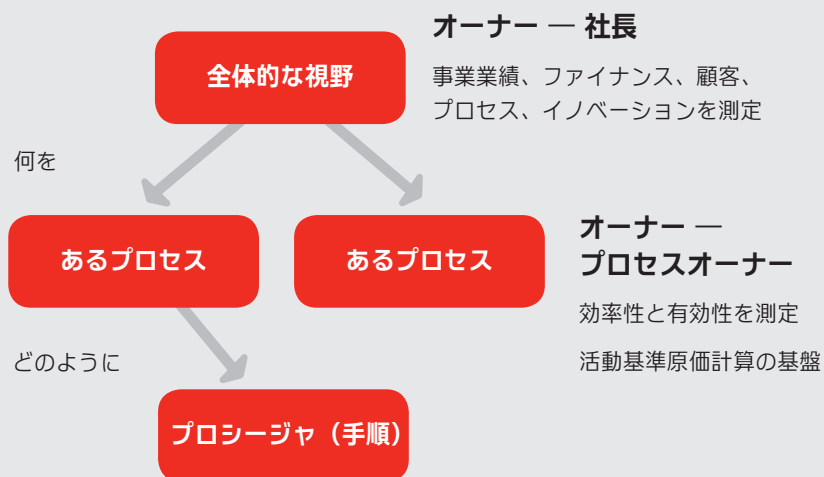 オーナー ― 社長
全体的な視野
事業業績、ファイナンス、顧客、
プロセス、イノベーションを測定
何を
あるプロセス
あるプロセス
オーナー ―
プロセスオーナー
効率性と有効性を測定
どのように
活動基準原価計算の基盤
プロシージャ（手順）